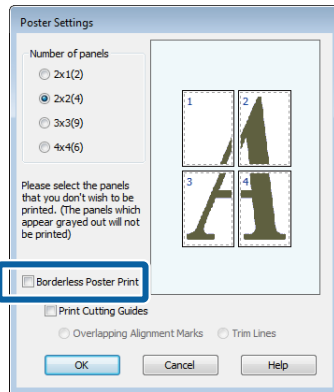 Poster Settings
Number of panels
2x1(2)
2x2(4)
3x3(9)
4x4(6)
1
2
3
4
Please select the panels
that you don't wish to be
printed. (The panels which
appear grayed out will not
be printed)
Borderless Poster Print
Print Cutting Guides
Overlapping Alignment Marks
Trim Lines
OK
Cancel
Help